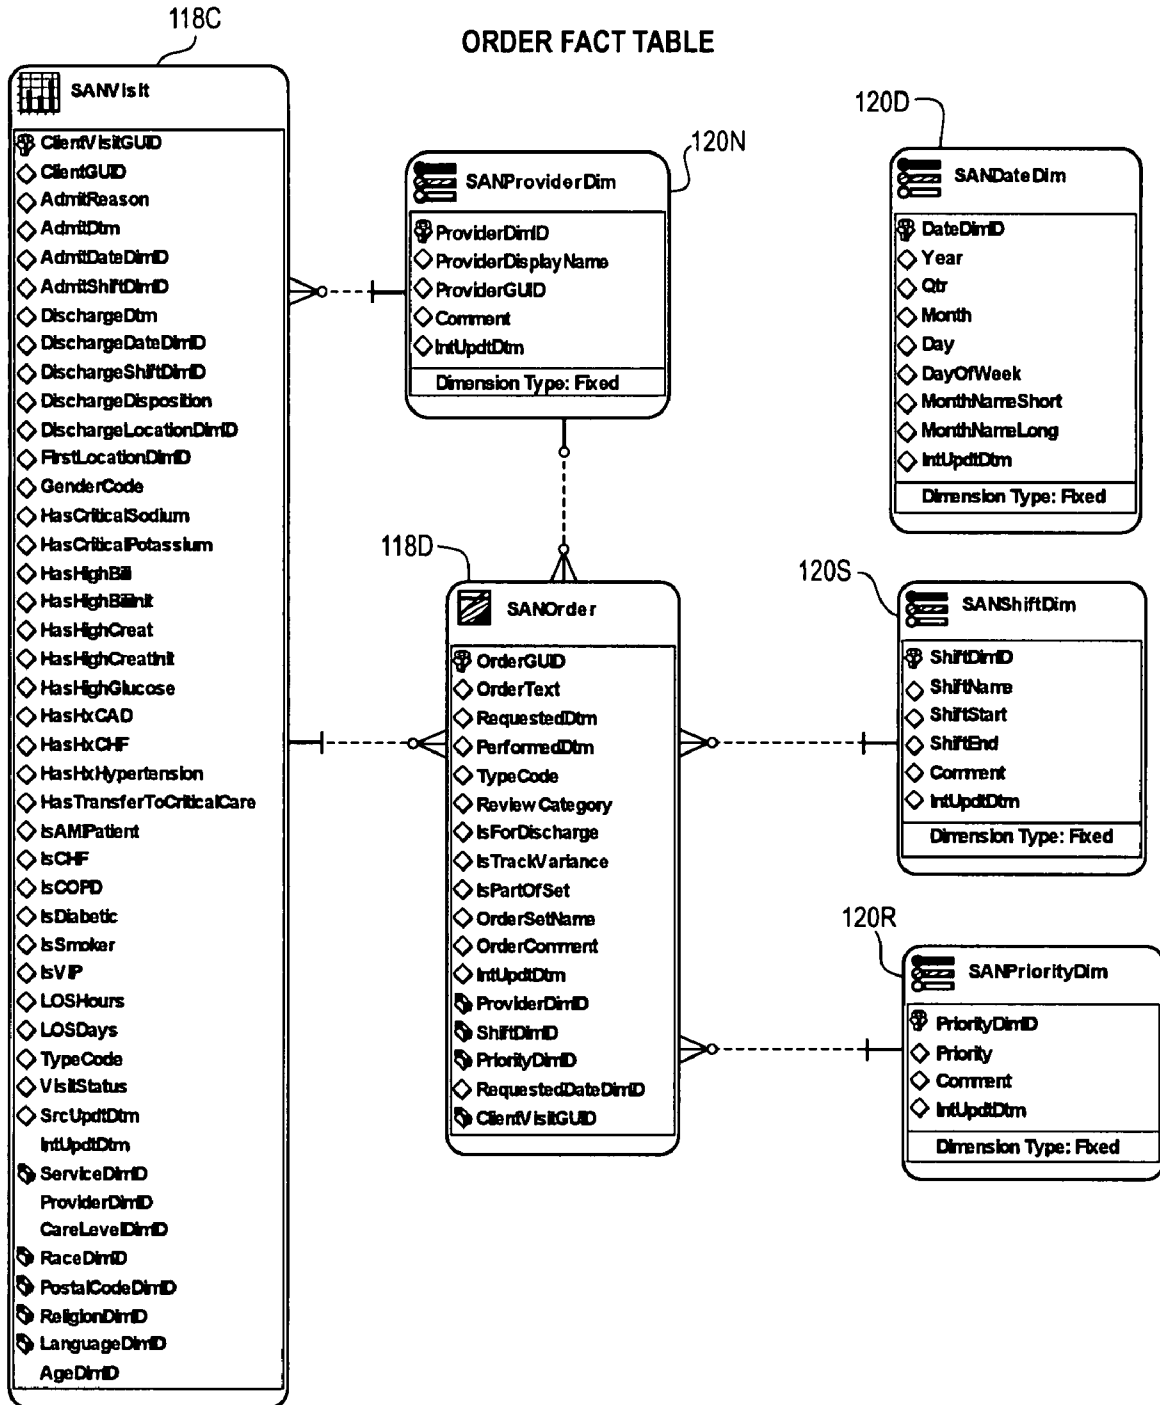 118C
ORDER FACT TABLE
SANVisit
ClientVisitGUID
ClientGUID
AdmitReason
AdmitDtm
AdmitDateDimID
AdmitShiftDimID
DischargeDtm
DischargeDateDimID
DischargeShiftDimID
DischargeDisposition
DischargeLocationDimID
FirstLocationDimID
GenderCode
HasCriticalSodium
HasCriticalPotassium
HasHighBili
HasHighBiliInit
HasHighCreat
HasHighCreatInit
HasHighGlucose
HasHxCAD
HasHxCHF
HasHxHypertension
HasTransferToCriticalCare
IsAMIPatient
IsCHF
IsCOPD
IsDiabetic
IsSmoker
IsVIP
LOSHours
LOSDays
TypeCode
VisitStatus
SrcUpdtDtm
IntUpdtDtm
ServiceDimID
ProviderDimID
CareLevelDimID
RaceDimID
PostalCodeDimID
ReligionDimID
LanguageDimID
AgeDimID
120N
SANProviderDim
ProviderDimID
ProviderDisplayName
ProviderGUID
Comment
IntUpdtDtm
Dimension Type: Fixed
120D
SANDateDim
DateDimID
Year
Qtr
Month
Day
DayOfWeek
MonthNameShort
MonthNameLong
IntUpdtDtm
Dimension Type: Fixed
118D
SANOrder
OrderGUID
OrderText
RequestedDtm
PerformedDtm
TypeCode
Review Category
IsForDischarge
IsTrackVariance
IsPartOfSet
OrderSetName
OrderComment
IntUpdtDtm
ProviderDimID
ShiftDimID
PriorityDimID
RequestedDateDimID
ClientVisitGUID
120S
SANShiftDim
ShiftDimID
ShiftName
ShiftStart
ShiftEnd
Comment
IntUpdtDtm
Dimension Type: Fixed
120R
SANPriorityDim
PriorityDimID
Priority
Comment
IntUpdtDtm
Dimension Type: Fixed